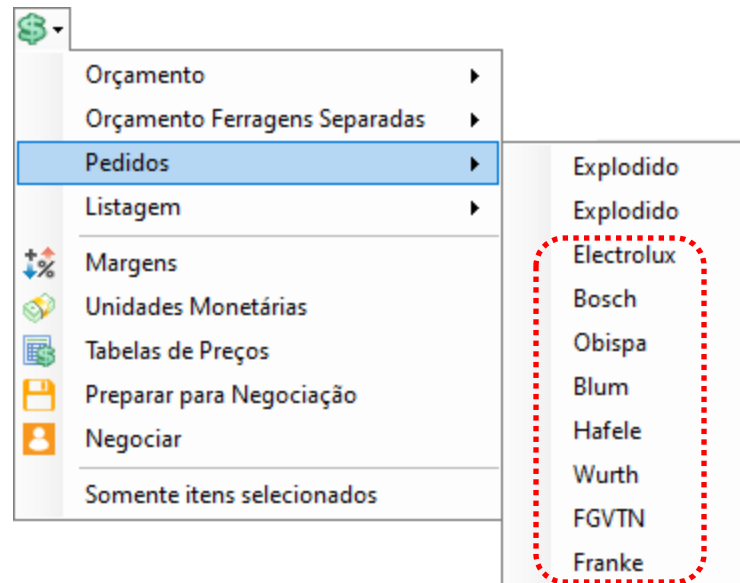 Orçamento
Orçamento Ferragens Separadas
Pedidos
Listagem
Margens
Unidades Monetárias
Tabelas de Preços
Preparar para Negociação
Negociar
Somente itens selecionados
Explodido
Explodido
Electrolux
Bosch
Obispa
Blum
Hafele
Wurth
FGVTN
Franke